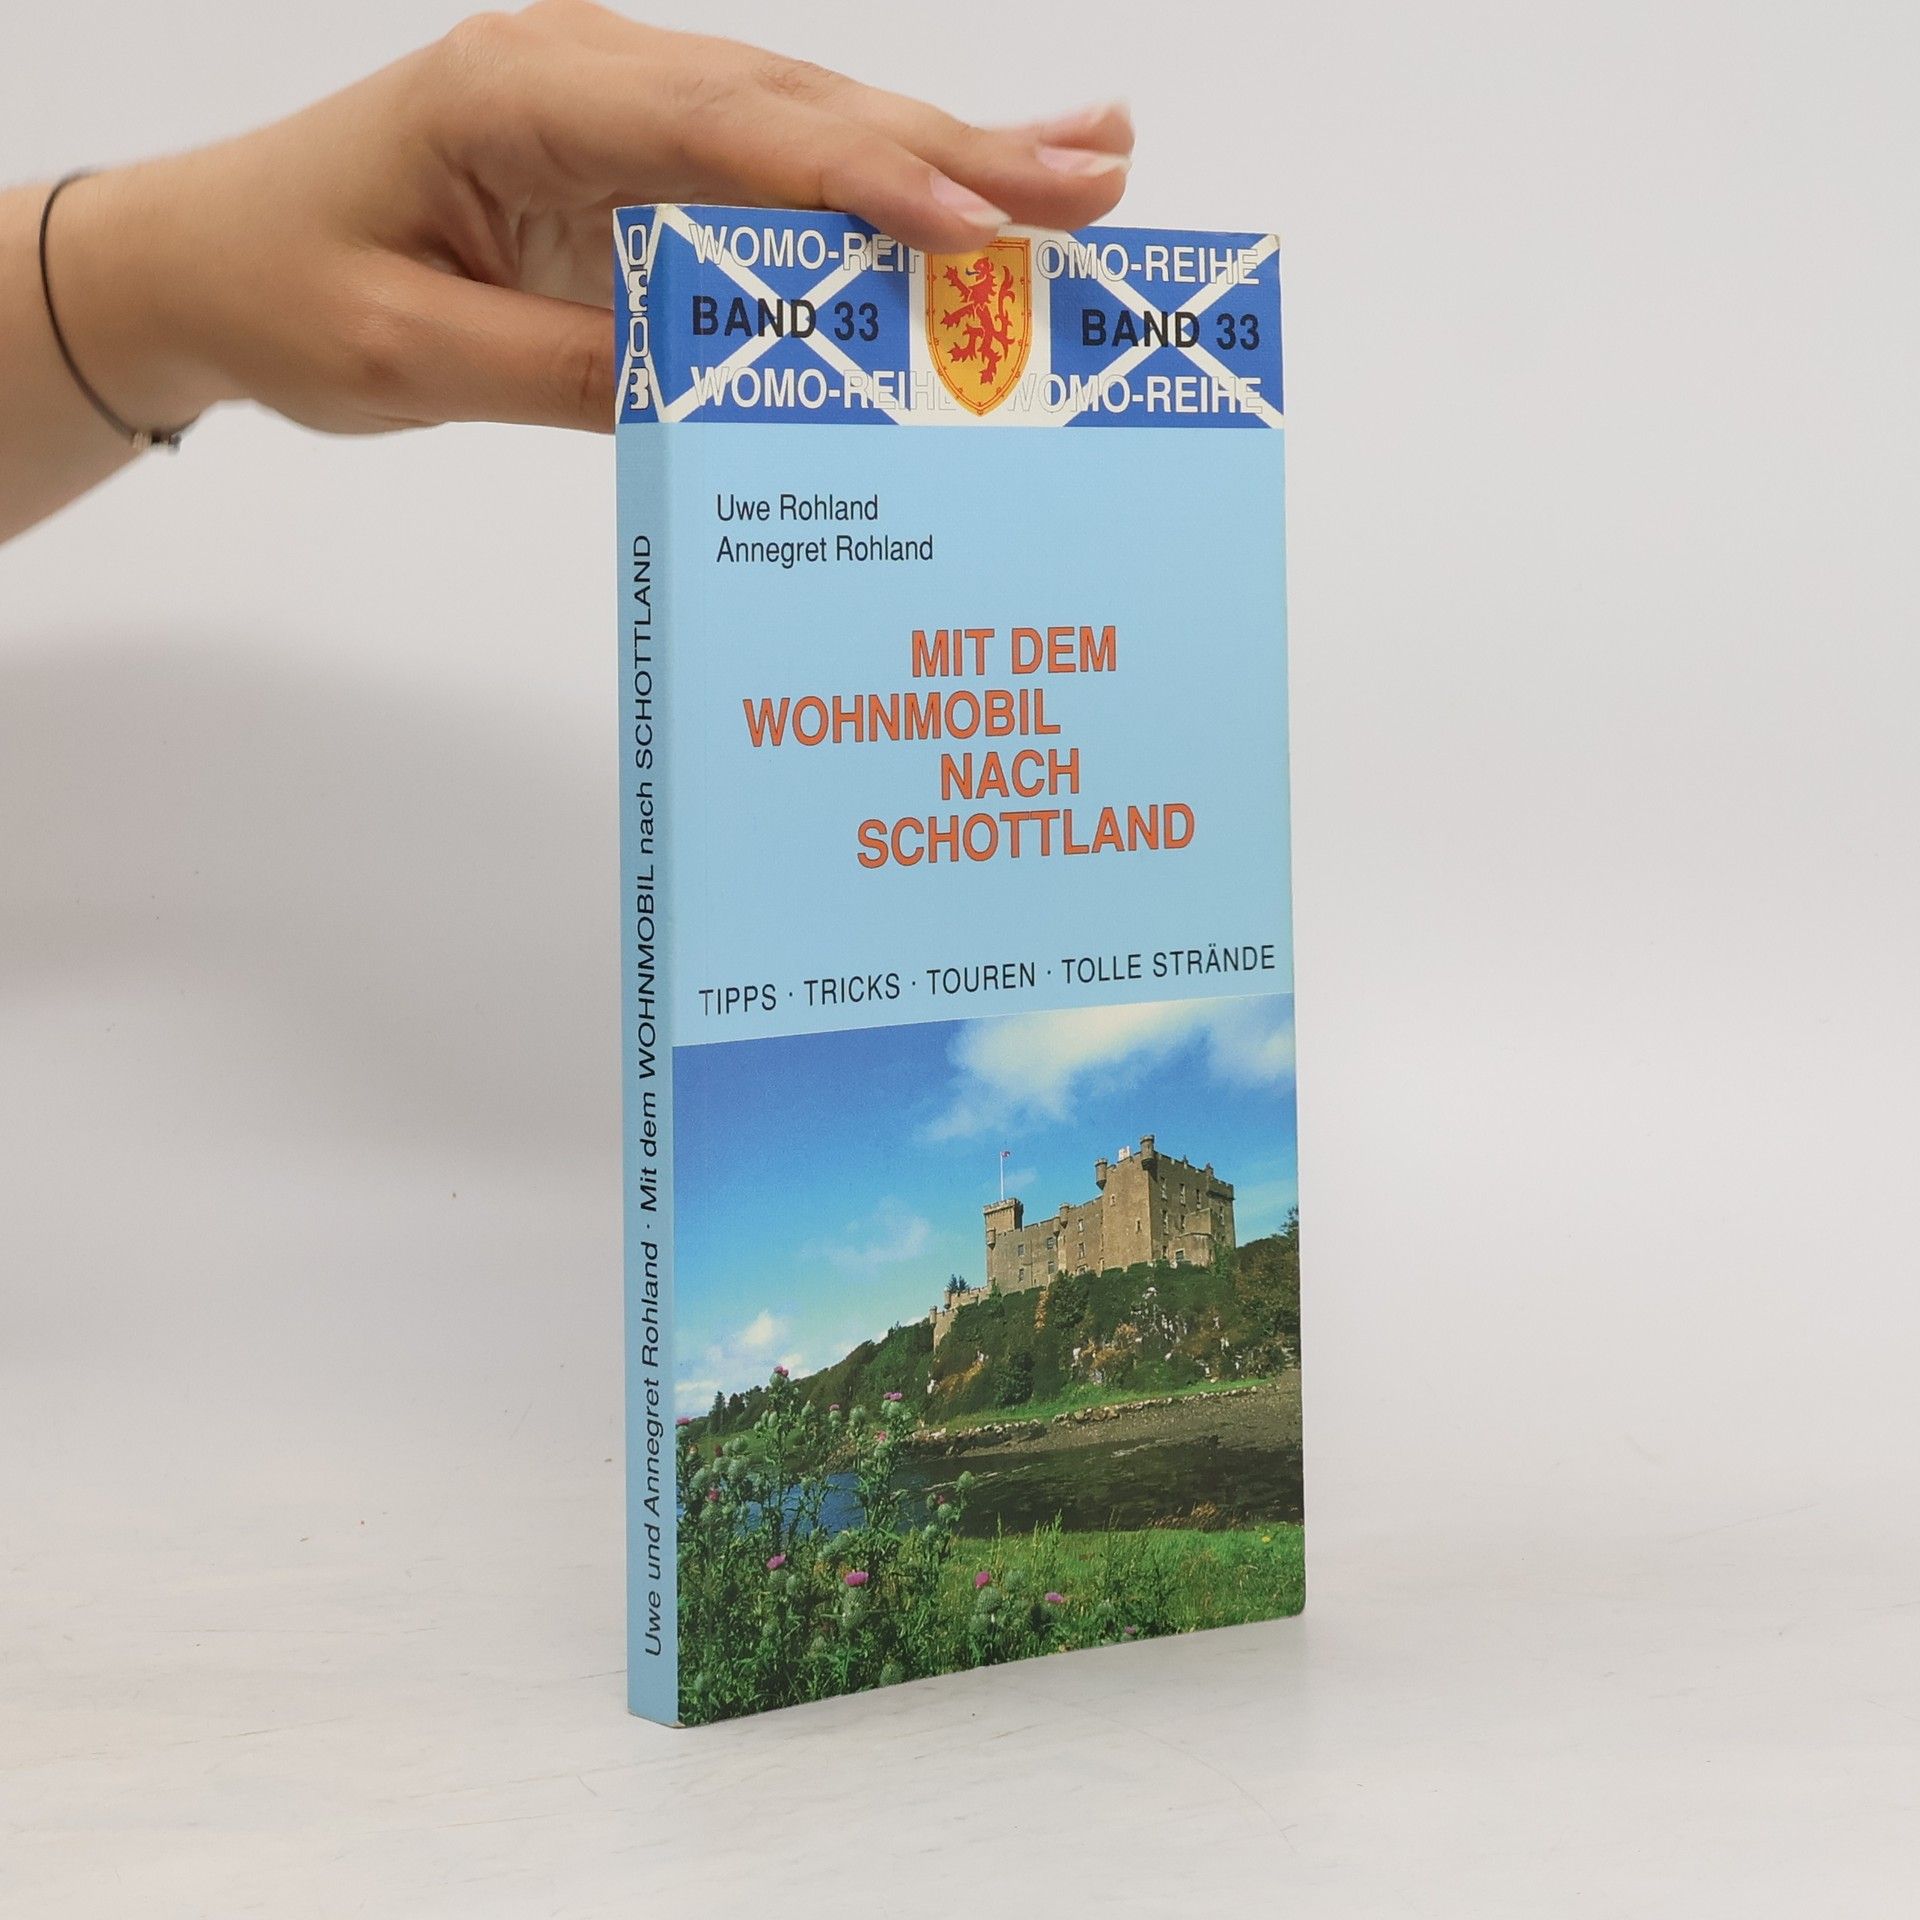 WOMO
Uwe und Annegret Rohland · Mit dem WOHNMOBIL nach SCHOTTLAND
WOMO-REIHE
BAND 33 BAND 33
WOMO-REIHE WOMO-REIHE
Uwe Rohland
Annegret Rohland
MIT DEM
WOHNMOBIL
NACH
SCHOTTLAND
TIPPS · TRICKS · TOUREN · TOLLE STRÄNDE